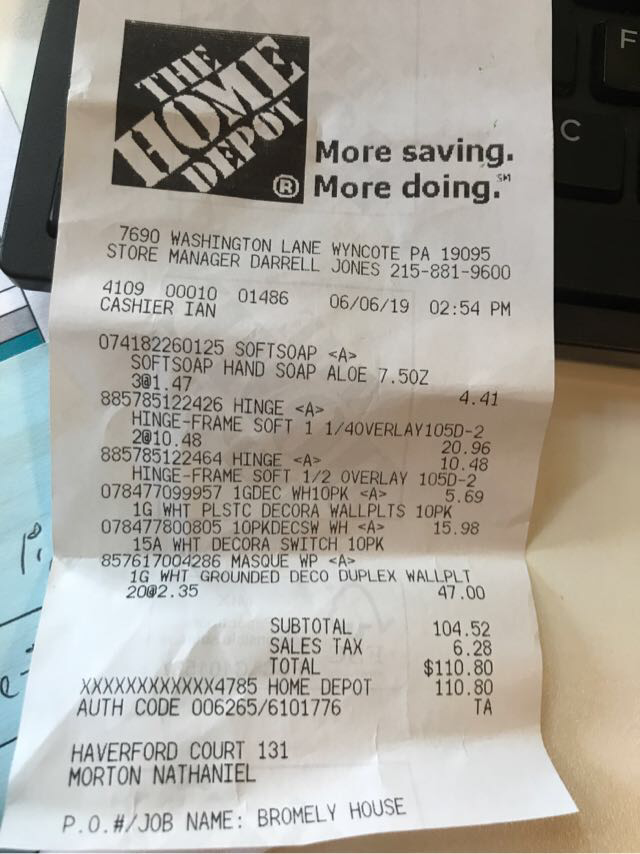 THE
HOME
DEPOT
®
More saving.
More doing.℠
7690 WASHINGTON LANE WYNCOTE PA 19095
STORE MANAGER DARRELL JONES 215-881-9600
4109 00010 01486 06/06/19 02:54 PM
CASHIER IAN
074182260125 SOFTSOAP <A>
SOFTSOAP HAND SOAP ALOE 7.5OZ
3@1.47 4.41
885785122426 HINGE <A>
HINGE-FRAME SOFT 1 1/4OVERLAY105D-2
2@10.48 20.96
885785122464 HINGE <A> 10.48
HINGE-FRAME SOFT 1/2 OVERLAY 105D-2
078477099957 1GDEC WH10PK <A> 5.69
1G WHT PLSTC DECORA WALLPLTS 10PK
078477800805 10PKDECSW WH <A> 15.98
15A WHT DECORA SWITCH 10PK
857617004286 MASQUE WP <A>
1G WHT GROUNDED DECO DUPLEX WALLPLT
20@2.35 47.00
SUBTOTAL 104.52
SALES TAX 6.28
TOTAL $110.80
XXXXXXXXXXXX4785 HOME DEPOT 110.80
AUTH CODE 006265/6101776 TA
HAVERFORD COURT 131
MORTON NATHANIEL
P.O.#/JOB NAME: BROMELY HOUSE
F
C